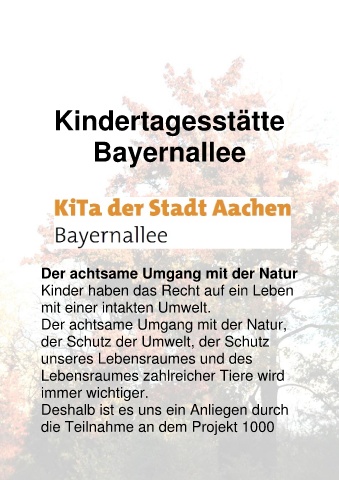 Kindertagesstätte
Bayernallee
KiTa der Stadt Aachen
Bayernallee
Der achtsame Umgang mit der Natur
Kinder haben das Recht auf ein Leben
mit einer intakten Umwelt.
Der achtsame Umgang mit der Natur,
der Schutz der Umwelt, der Schutz
unseres Lebensraumes und des
Lebensraumes zahlreicher Tiere wird
immer wichtiger.
Deshalb ist es uns ein Anliegen durch
die Teilnahme an dem Projekt 1000